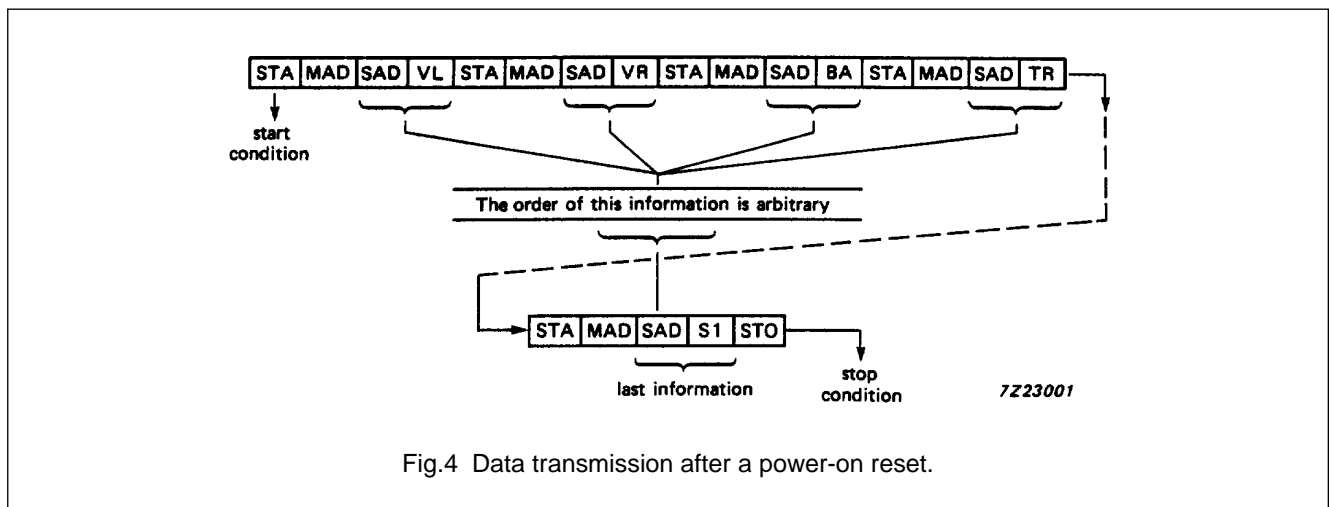 STA MAD SAD VL STA MAD SAD VR STA MAD SAD BA STA MAD SAD TR
start
condition
The order of this information is arbitrary
STA MAD SAD S1 STO
last information
stop
condition
7Z23001
Fig.4 Data transmission after a power-on reset.